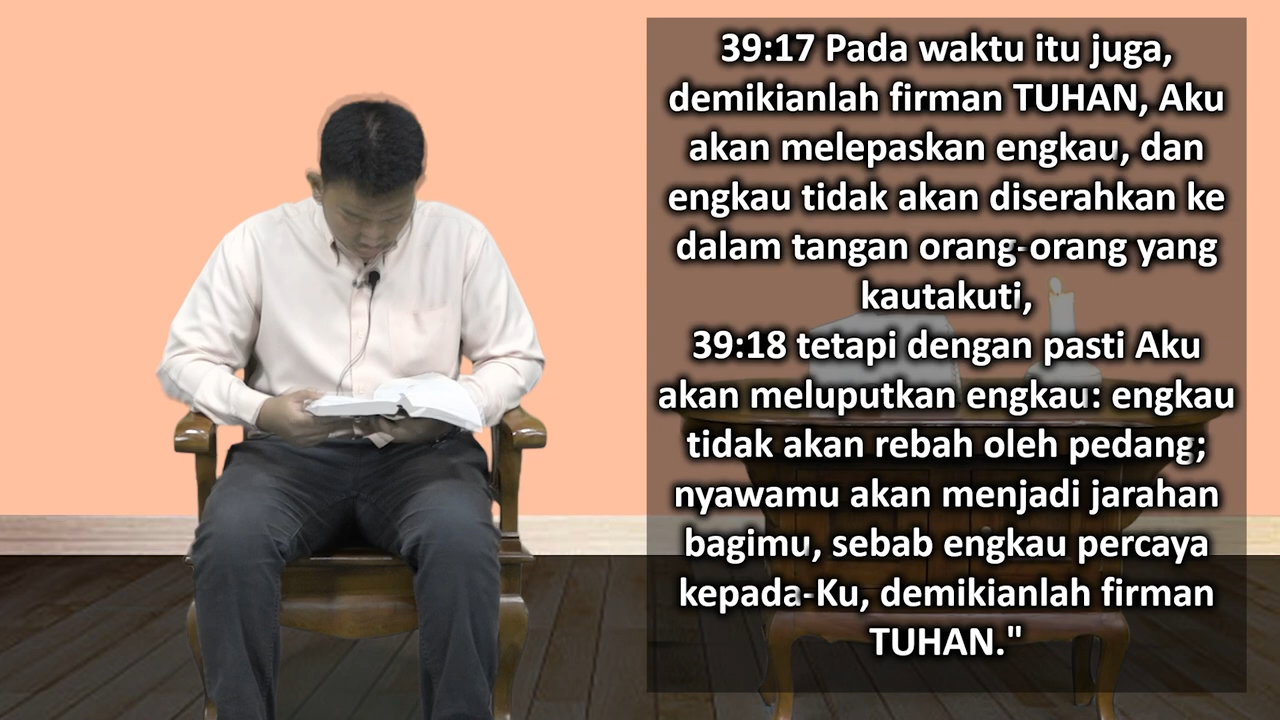 39:17 Pada waktu itu juga,
demikianlah firman TUHAN, Aku
akan melepaskan engkau, dan
engkau tidak akan diserahkan ke
dalam tangan orang-orang yang
kautakuti,
39:18 tetapi dengan pasti Aku
akan meluputkan engkau: engkau
tidak akan rebah oleh pedang;
nyawamu akan menjadi jarahan
bagimu, sebab engkau percaya
kepada-Ku, demikianlah firman
TUHAN."